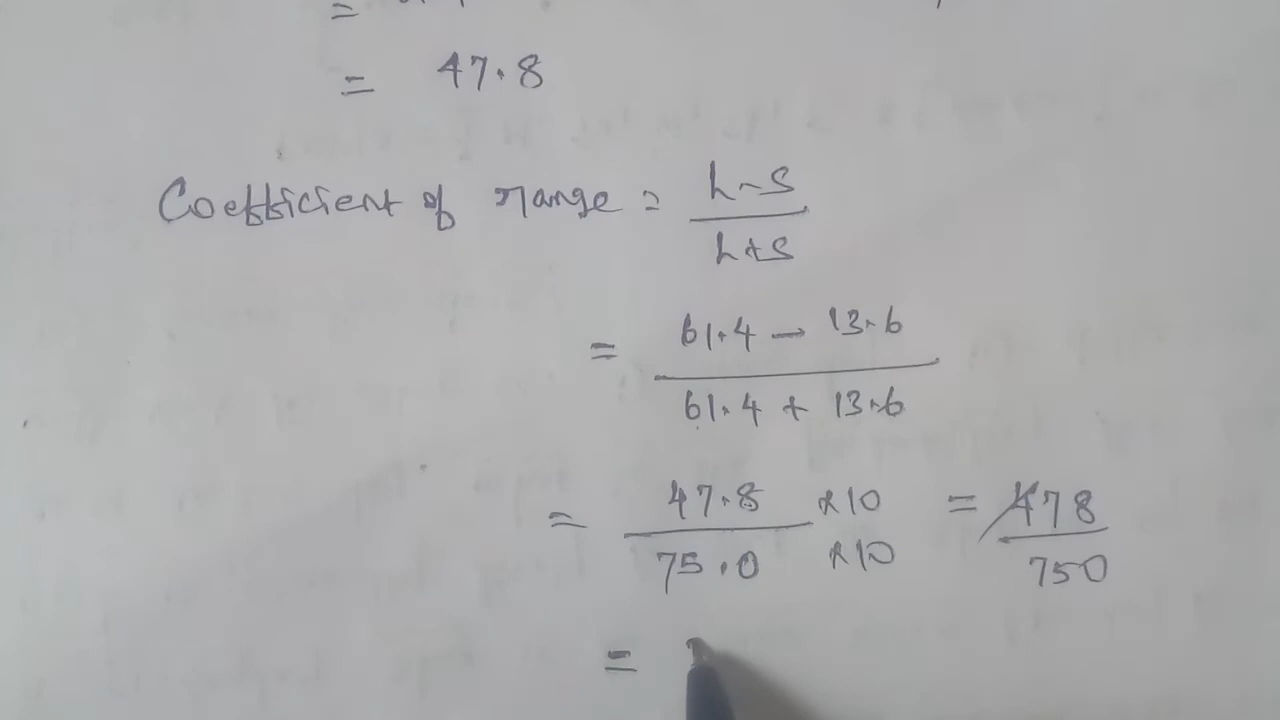 =
= 47.8
Coefficient of range = L-S / L+S
= 61.4 - 13.6 / 61.4 + 13.6
= 47.8 / 75.0 ×10 / ×10 = 478 / 750
=